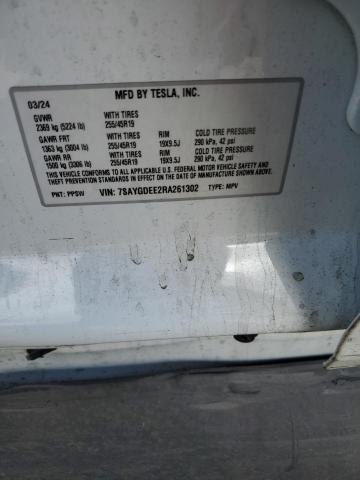 MFD BY TESLA, INC.
03/24
GVWR
2369 kg (5224 lb)
WITH TIRES
255/45R19
GAWR FRT
1363 kg (3004 lb)
WITH TIRES
255/45R19
RIM
19X9.5J
COLD TIRE PRESSURE
290 kPa, 42 psi
GAWR RR
1500 kg (3306 lb)
WITH TIRES
255/45R19
RIM
19X9.5J
COLD TIRE PRESSURE
290 kPa, 42 psi
THIS VEHICLE CONFORMS TO ALL APPLICABLE U.S. FEDERAL MOTOR VEHICLE SAFETY AND
THEFT PREVENTION STANDARDS IN EFFECT ON THE DATE OF MANUFACTURE SHOWN ABOVE.
PNT: PPSW
VIN: 7SAYGDEE2RA261302
TYPE: MPV